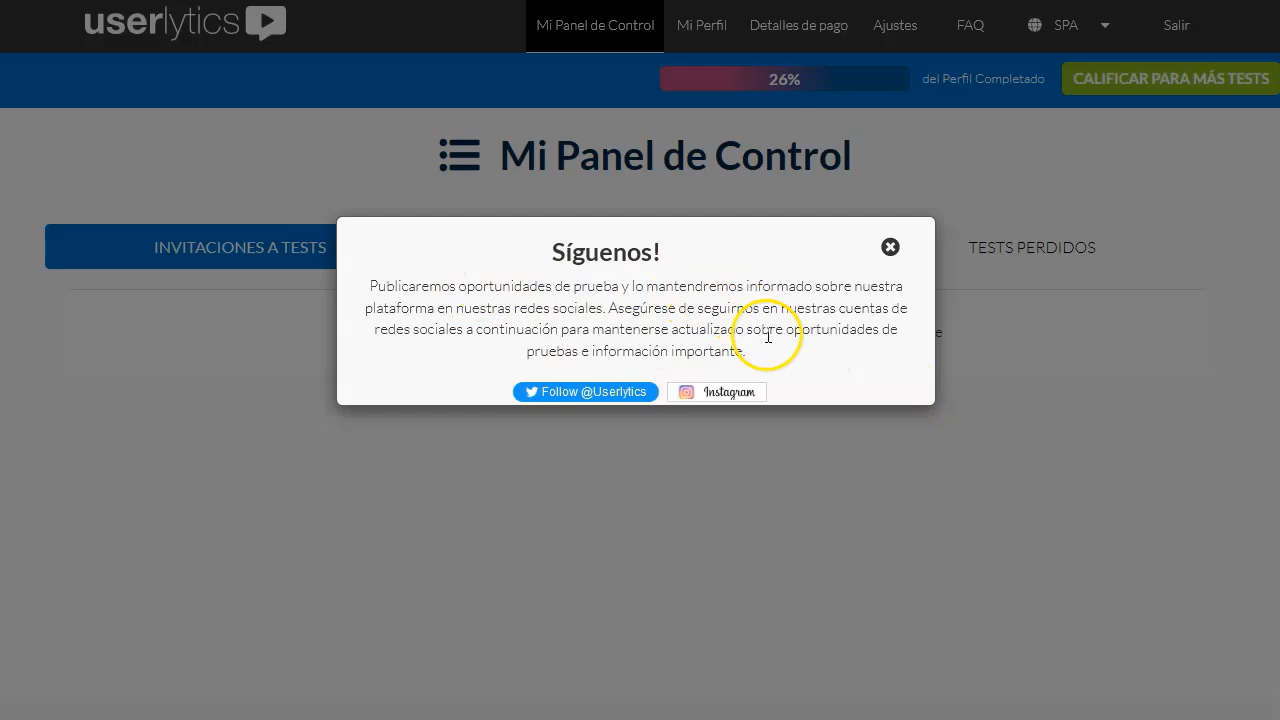 userlytics
Mi Panel de Control Mi Perfil Detalles de pago Ajustes FAQ SPA Salir
26% del Perfil Completado CALIFICAR PARA MÁS TESTS
Mi Panel de Control
INVITACIONES A TESTS TESTS PERDIDOS
Síguenos!
Publicaremos oportunidades de prueba y lo mantendremos informado sobre nuestra
plataforma en nuestras redes sociales. Asegúrese de seguirnos en nuestras cuentas de
redes sociales a continuación para mantenerse actualizado sobre oportunidades de
pruebas e información importante.
Follow @Userlytics Instagram